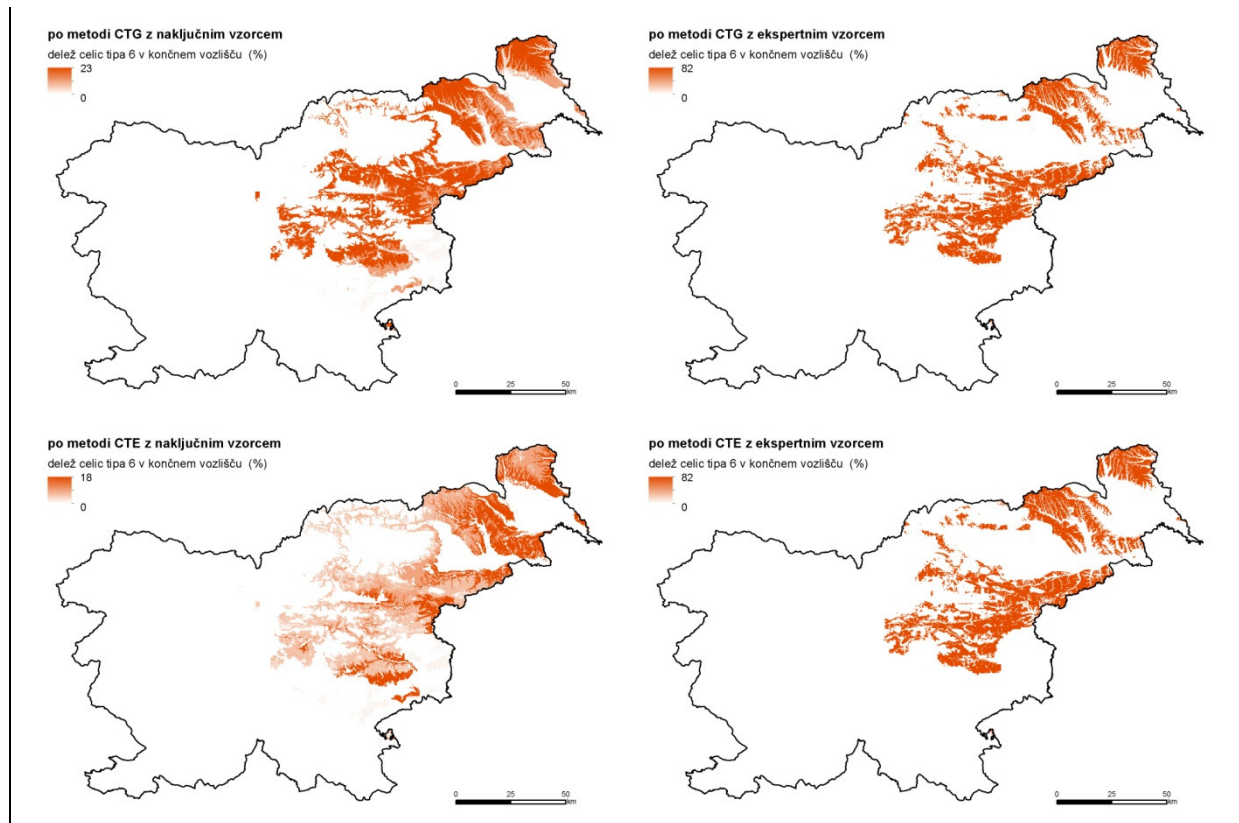 po metodi CTG z naključnim vzorcem
delež celic tipa 6 v končnem vozlišču (%)
23
0
0 25 50
km
po metodi CTG z ekspertnim vzorcem
delež celic tipa 6 v končnem vozlišču (%)
82
0
0 25 50
km
po metodi CTE z naključnim vzorcem
delež celic tipa 6 v končnem vozlišču (%)
18
0
0 25 50
km
po metodi CTE z ekspertnim vzorcem
delež celic tipa 6 v končnem vozlišču (%)
82
0
0 25 50
km